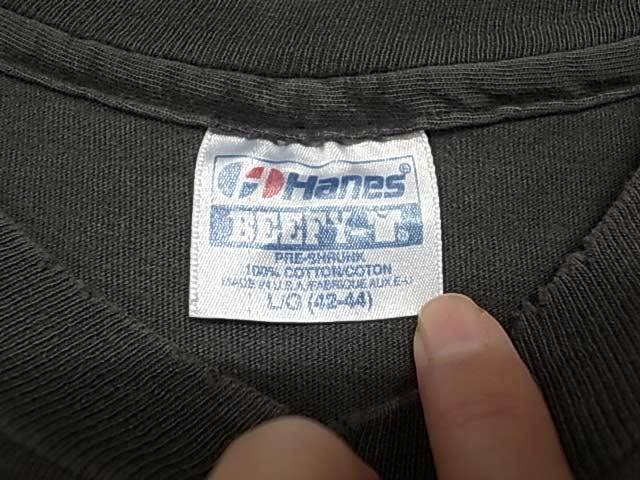 Hanes®
BEEFY-T®
PRE-SHRUNK
100% COTTON/COTON
MADE IN U.S.A./FABRIQUE AUX E-U
L/G (42-44)